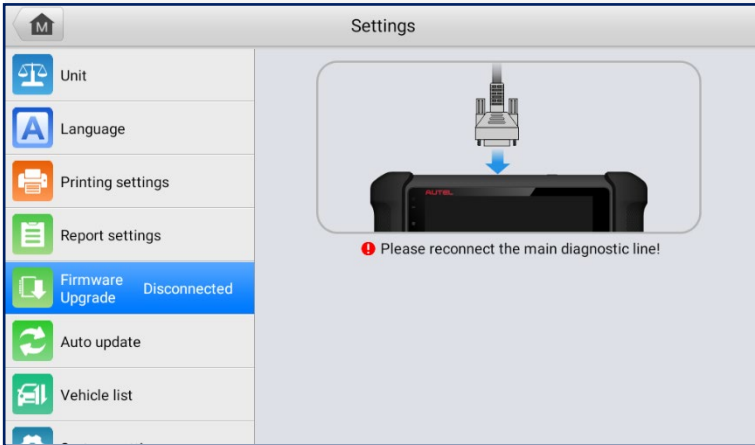 M
Settings
Unit
A Language
Printing settings
Report settings
Firmware
Upgrade
Disconnected
Auto update
Vehicle list
AUTEL
Please reconnect the main diagnostic line!